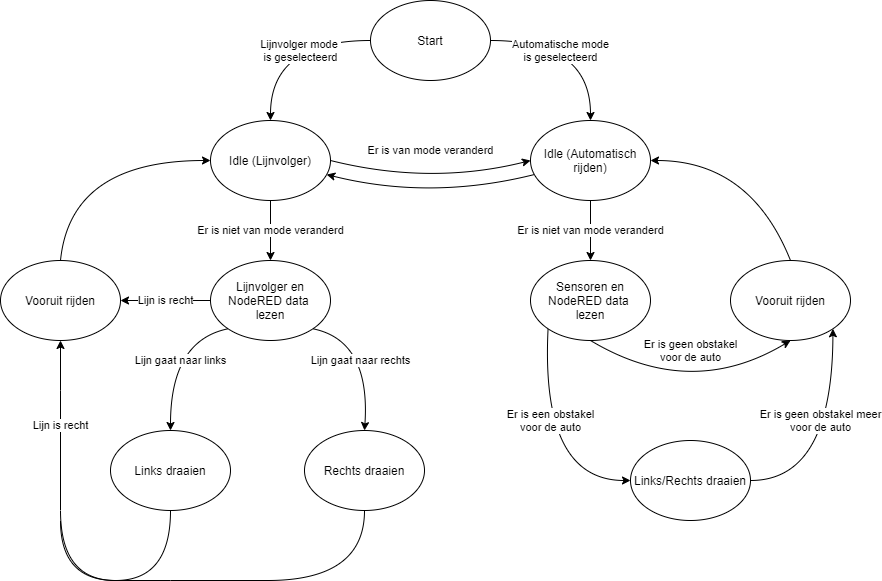 Start
Lijnvolger mode
is geselecteerd
Automatische mode
is geselecteerd
Idle (Lijnvolger)
Er is van mode veranderd
Idle (Automatisch
rijden)
Er is niet van mode veranderd
Er is niet van mode veranderd
Vooruit rijden
Lijn is recht
Lijnvolger en
NodeRED data
lezen
Sensoren en
NodeRED data
lezen
Vooruit rijden
Lijn gaat naar links
Lijn gaat naar rechts
Er is geen obstakel
voor de auto
Lijn is recht
Er is een obstakel
voor de auto
Er is geen obstakel meer
voor de auto
Links draaien
Rechts draaien
Links/Rechts draaien